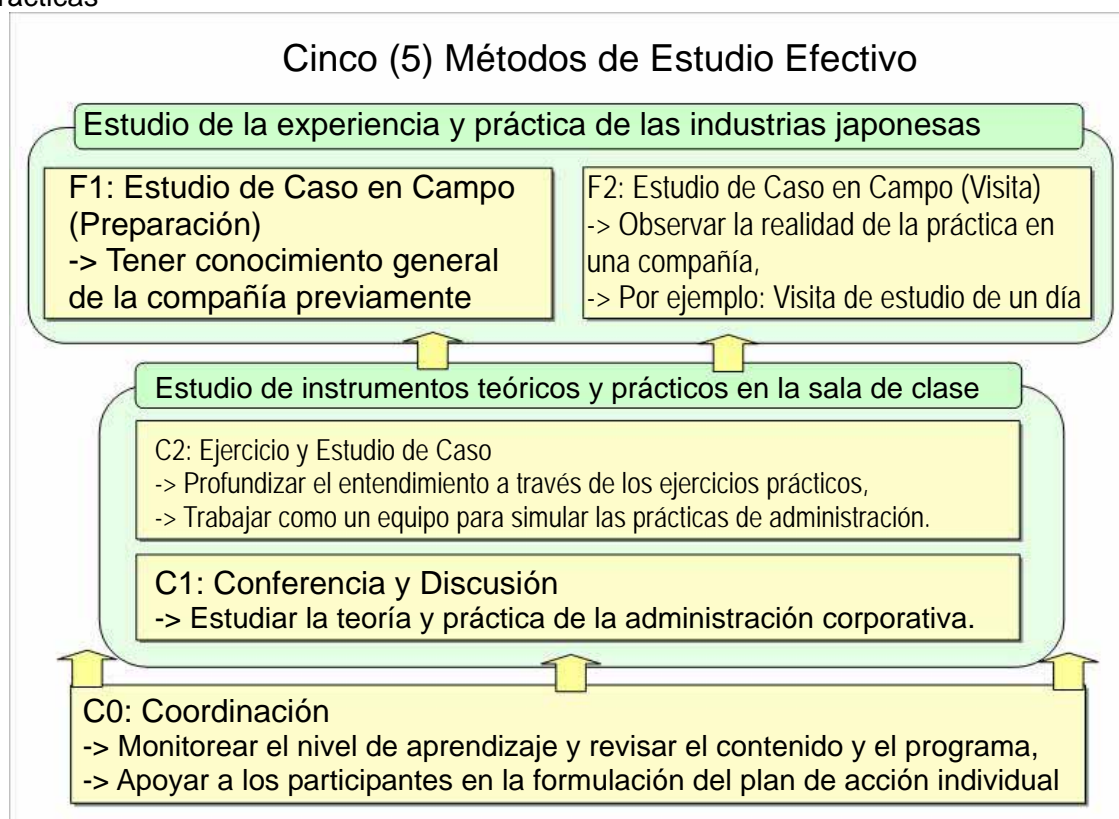 Cinco (5) Métodos de Estudio Efectivo
Estudio de la experiencia y práctica de las industrias japonesas
F1: Estudio de Caso en Campo
(Preparación)
-> Tener conocimiento general
de la compañía previamente
F2: Estudio de Caso en Campo (Visita)
-> Observar la realidad de la práctica en
una compañía,
-> Por ejemplo: Visita de estudio de un día
Estudio de instrumentos teóricos y prácticos en la sala de clase
C2: Ejercicio y Estudio de Caso
-> Profundizar el entendimiento a través de los ejercicios prácticos,
-> Trabajar como un equipo para simular las prácticas de administración.
C1: Conferencia y Discusión
-> Estudiar la teoría y práctica de la administración corporativa.
C0: Coordinación
-> Monitorear el nivel de aprendizaje y revisar el contenido y el programa,
-> Apoyar a los participantes en la formulación del plan de acción individual